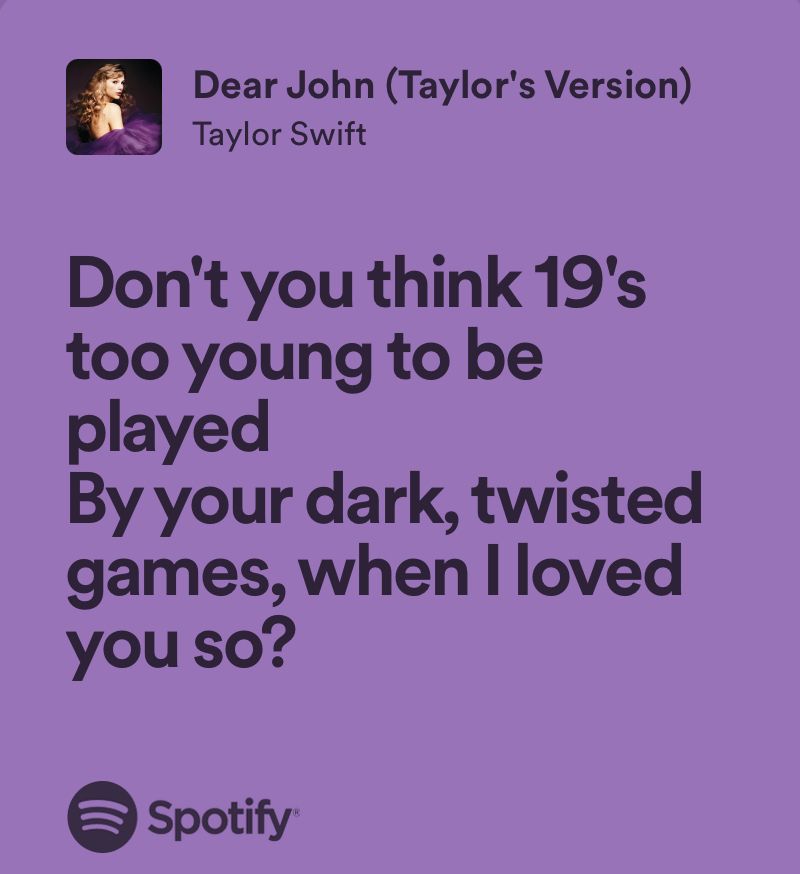 Dear John (Taylor's Version)
Taylor Swift
Don't you think 19's
too young to be
played
By your dark, twisted
games, when I loved
you so?
Spotify®